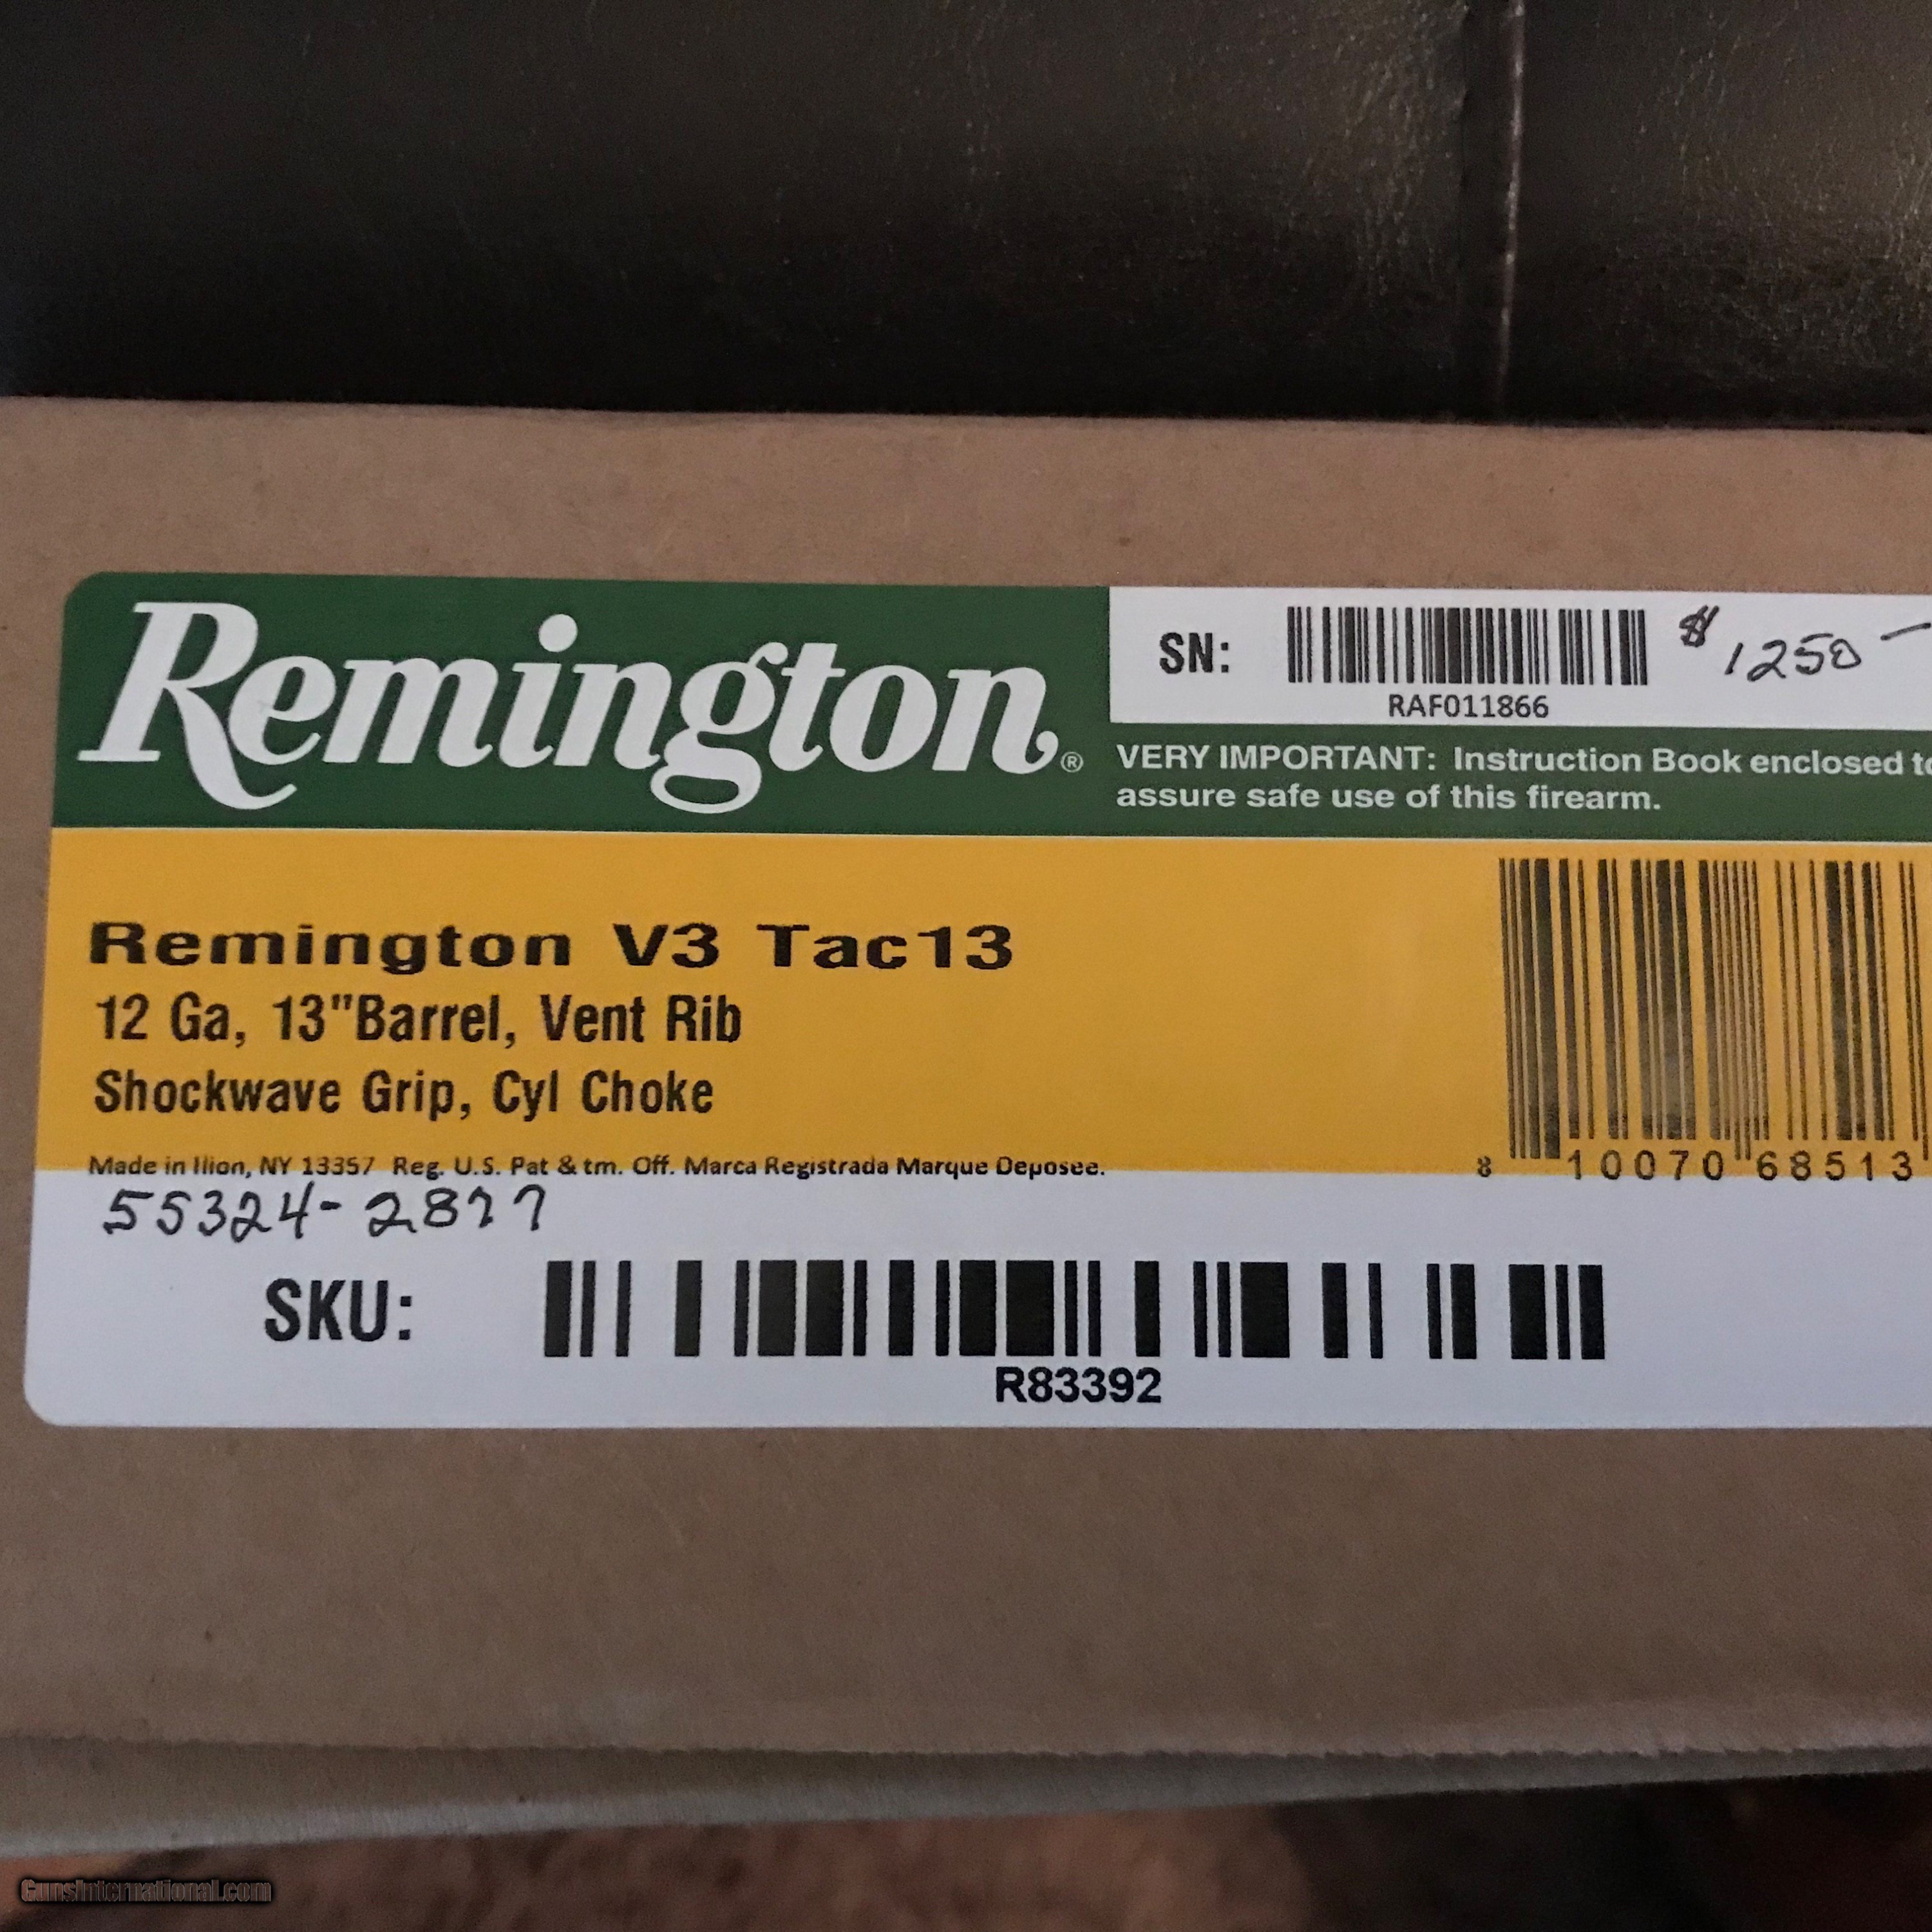 Remington®
SN:
RAF011866
$1250-
VERY IMPORTANT: Instruction Book enclosed to
assure safe use of this firearm.
Remington V3 Tac13
12 Ga, 13"Barrel, Vent Rib
Shockwave Grip, Cyl Choke
Made in Ilion, NY 13357 Reg. U.S. Pat & tm. Off. Marca Registrada Marque Deposee.
8 10070 68513
55324-2877
SKU:
R83392
GunsInternational.com